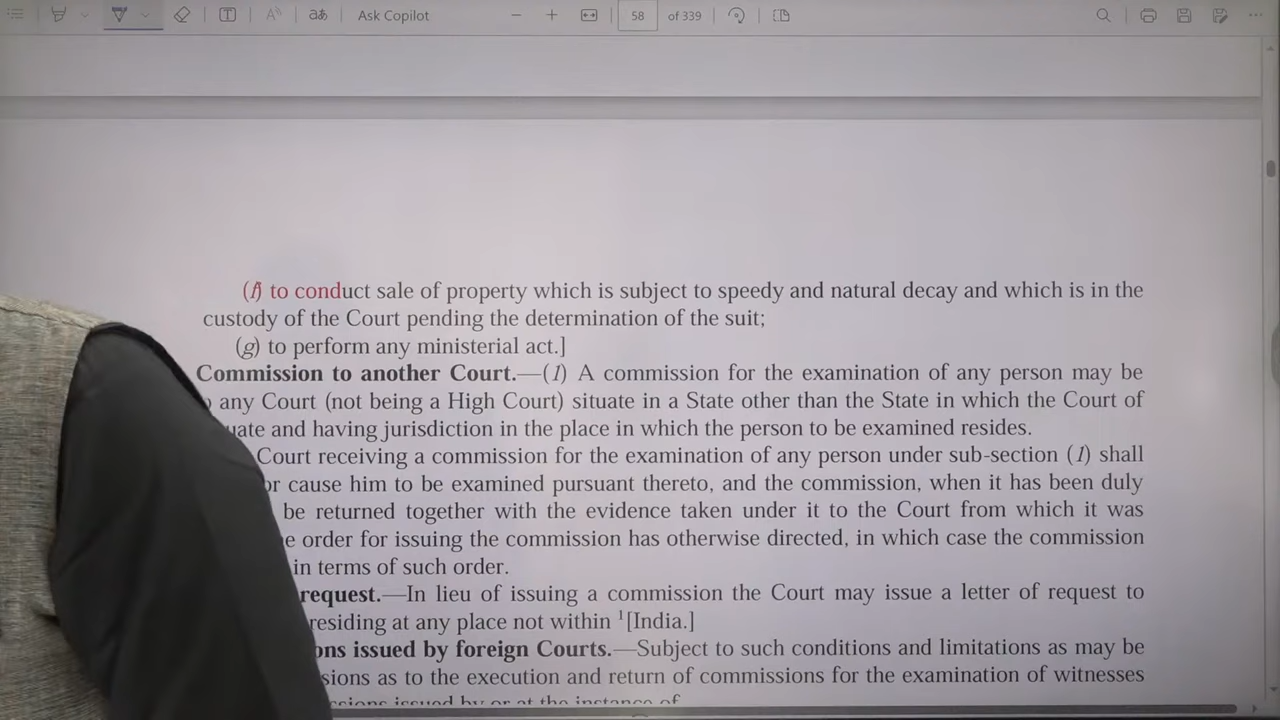 Ask Copilot
58 of 339
(f) to conduct sale of property which is subject to speedy and natural decay and which is in the
custody of the Court pending the determination of the suit;
(g) to perform any ministerial act.]
Commission to another Court.—(1) A commission for the examination of any person may be
any Court (not being a High Court) situate in a State other than the State in which the Court of
and having jurisdiction in the place in which the person to be examined resides.
Court receiving a commission for the examination of any person under sub-section (1) shall
or cause him to be examined pursuant thereto, and the commission, when it has been duly
be returned together with the evidence taken under it to the Court from which it was
order for issuing the commission has otherwise directed, in which case the commission
in terms of such order.
request.—In lieu of issuing a commission the Court may issue a letter of request to
residing at any place not within 1[India.]
issued by foreign Courts.—Subject to such conditions and limitations as may be
as to the execution and return of commissions for the examination of witnesses
issued by or at the instance of